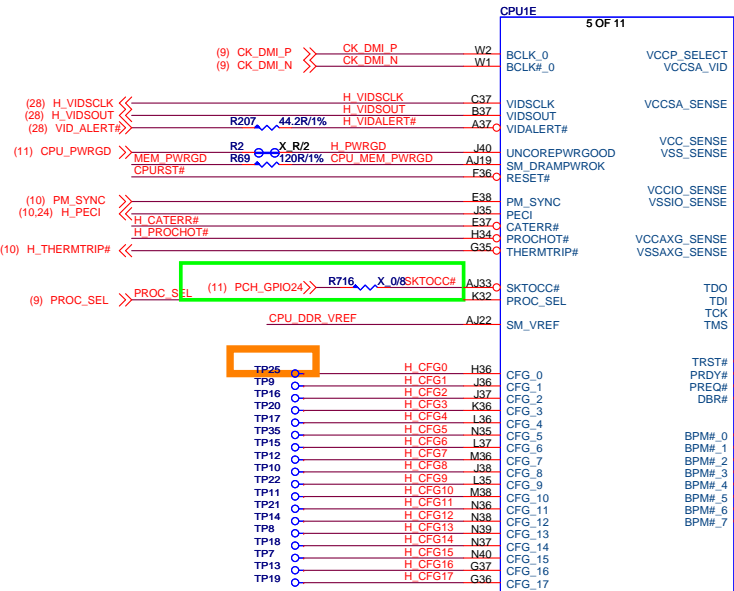 CPU1E
5 OF 11
(9) CK_DMI_P CK_DMI_P W2 BCLK_0 VCCP_SELECT
(9) CK_DMI_N CK_DMI_N W1 BCLK#_0 VCCSA_VID
(28) H_VIDSCLK H_VIDSCLK C37 VIDSCLK VCCSA_SENSE
(28) H_VIDSOUT H_VIDSOUT B37 VIDSOUT
(28) VID_ALERT# R207 44.2R/1% H_VIDALERT# A37 VIDALERT#
VCC_SENSE
(11) CPU_PWRGD R2 X_R/2 H_PWRGD J40 UNCOREPWRGOOD VSS_SENSE
MEM_PWRGD R69 120R/1% CPU_MEM_PWRGD AJ19 SM_DRAMPWROK
CPURST# F36 RESET#
VCCIO_SENSE
(10) PM_SYNC E38 PM_SYNC VSSIO_SENSE
(10,24) H_PECI J35 PECI
H_CATERR# E37 CATERR#
H_PROCHOT# H34 PROCHOT# VCCAXG_SENSE
(10) H_THERMTRIP# G35 THERMTRIP# VSSAXG_SENSE
(11) PCH_GPIO24 R716 X_0/8 SKTOCC# AJ33 SKTOCC# TDO
(9) PROC_SEL PROC_SEL K32 PROC_SEL TDI
TCK
CPU_DDR_VREF AJ22 SM_VREF TMS
TRST#
TP25 H_CFG0 H36 CFG_0 PRDY#
TP9 H_CFG1 J36 CFG_1 PREQ#
TP16 H_CFG2 J37 CFG_2 DBR#
TP20 H_CFG3 K36 CFG_3
TP17 H_CFG4 L36 CFG_4
TP35 H_CFG5 N35 CFG_5 BPM#_0
TP15 H_CFG6 L37 CFG_6 BPM#_1
TP12 H_CFG7 M36 CFG_7 BPM#_2
TP10 H_CFG8 J38 CFG_8 BPM#_3
TP22 H_CFG9 L35 CFG_9 BPM#_4
TP11 H_CFG10 M38 CFG_10 BPM#_5
TP21 H_CFG11 N36 CFG_11 BPM#_6
TP14 H_CFG12 N38 CFG_12 BPM#_7
TP8 H_CFG13 N39 CFG_13
TP18 H_CFG14 N37 CFG_14
TP7 H_CFG15 N40 CFG_15
TP13 H_CFG16 G37 CFG_16
TP19 H_CFG17 G36 CFG_17